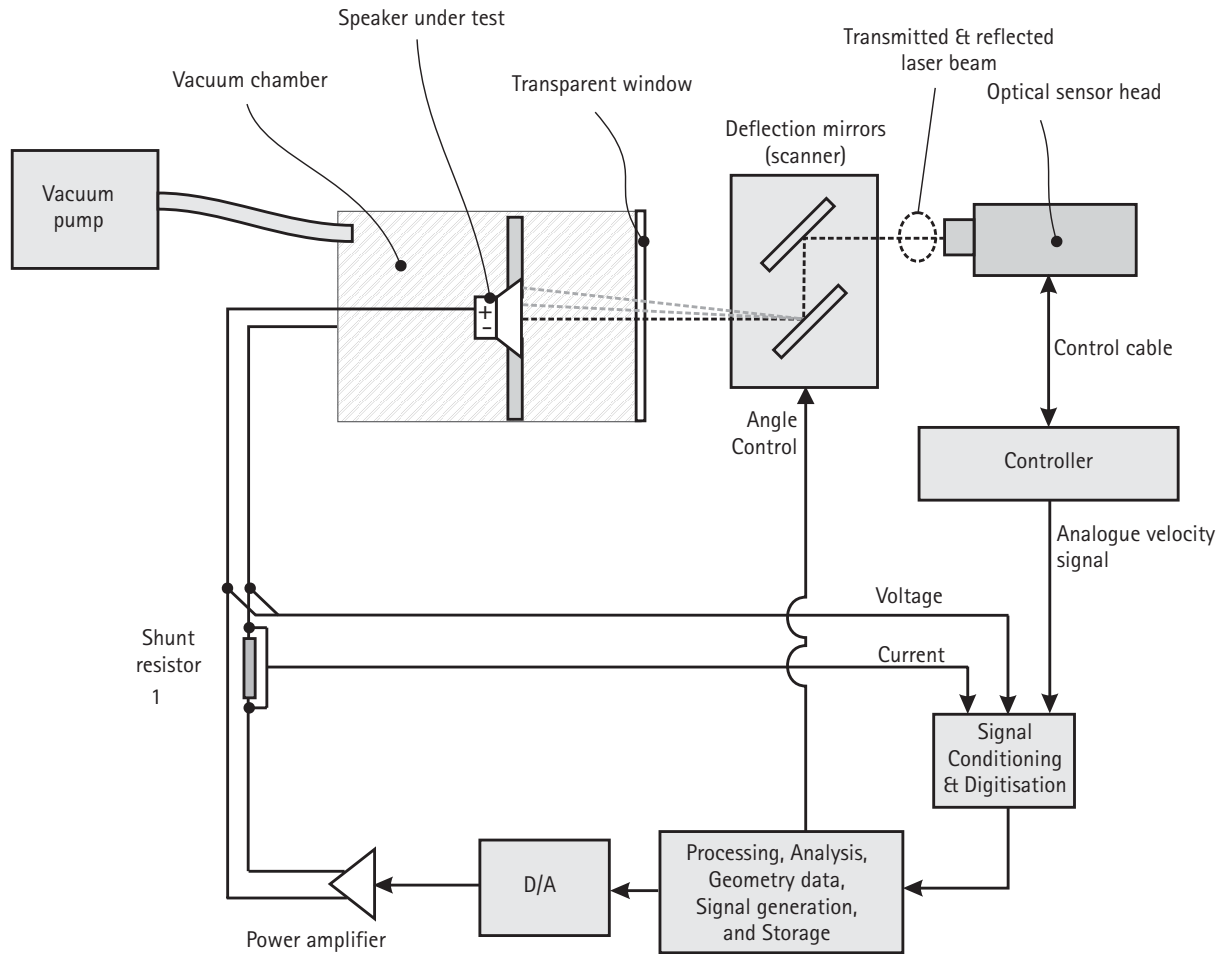 Speaker under test
Transmitted & reflected
laser beam
Vacuum chamber
Transparent window
Optical sensor head
Deflection mirrors
(scanner)
Vacuum
pump
+
-
Control cable
Angle
Control
Controller
Analogue velocity
signal
Voltage
Shunt
resistor
1
Current
Signal
Conditioning
& Digitisation
Processing, Analysis,
Geometry data,
Signal generation,
and Storage
D/A
Power amplifier